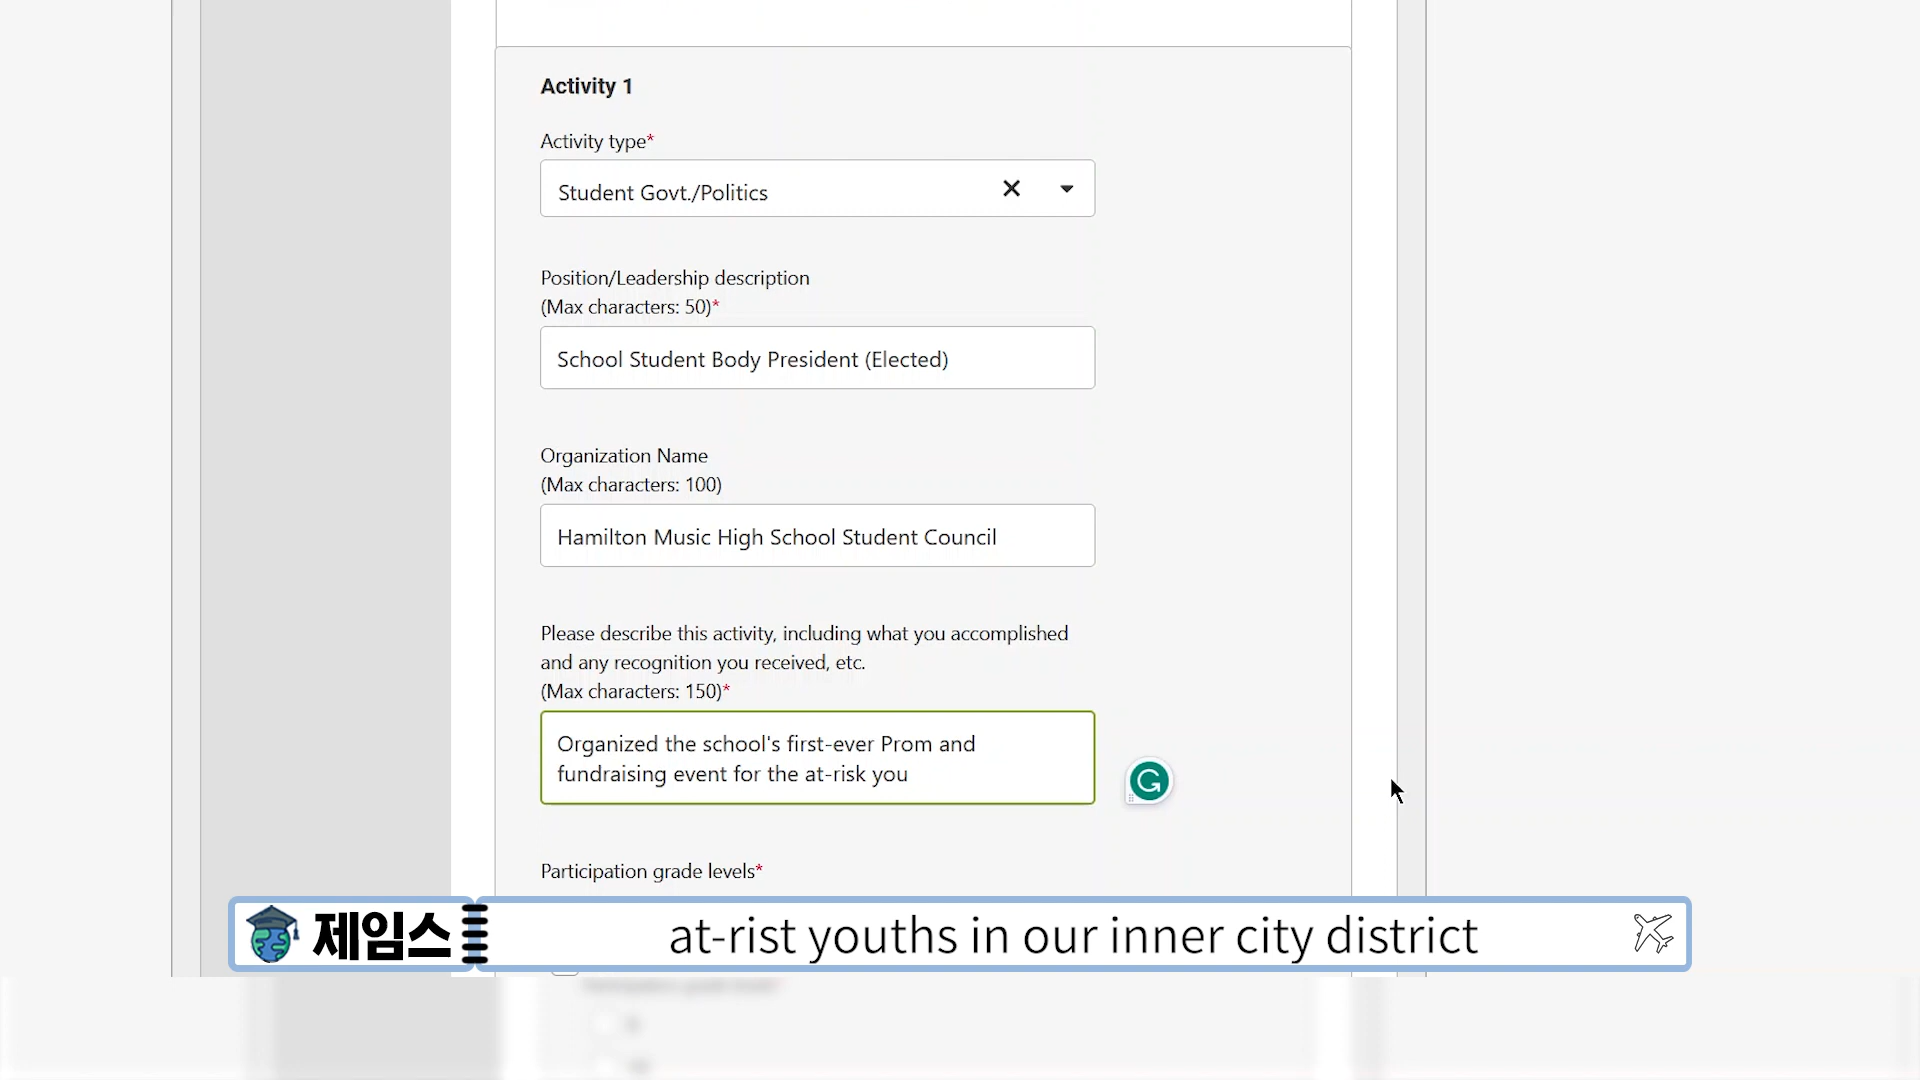 Activity 1
Activity type*
Student Govt./Politics
Position/Leadership description
(Max characters: 50)*
School Student Body President (Elected)
Organization Name
(Max characters: 100)
Hamilton Music High School Student Council
Please describe this activity, including what you accomplished
and any recognition you received, etc.
(Max characters: 150)*
Organized the school's first-ever Prom and
fundraising event for the at-risk you
Participation grade levels*
제임스
at-rist youths in our inner city district